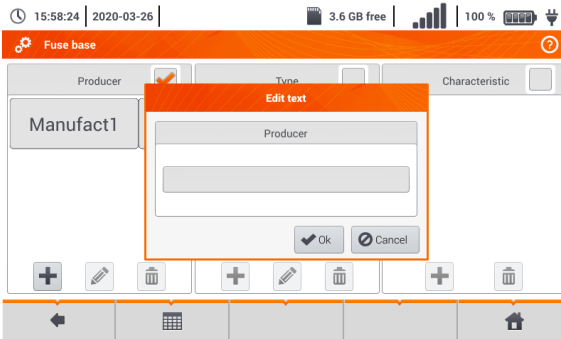 15:58:24 2020-03-26 3.6 GB free 100 %
Fuse base ?
Producer Type Characteristic
Edit text
Manufact1
Producer
Ok Cancel